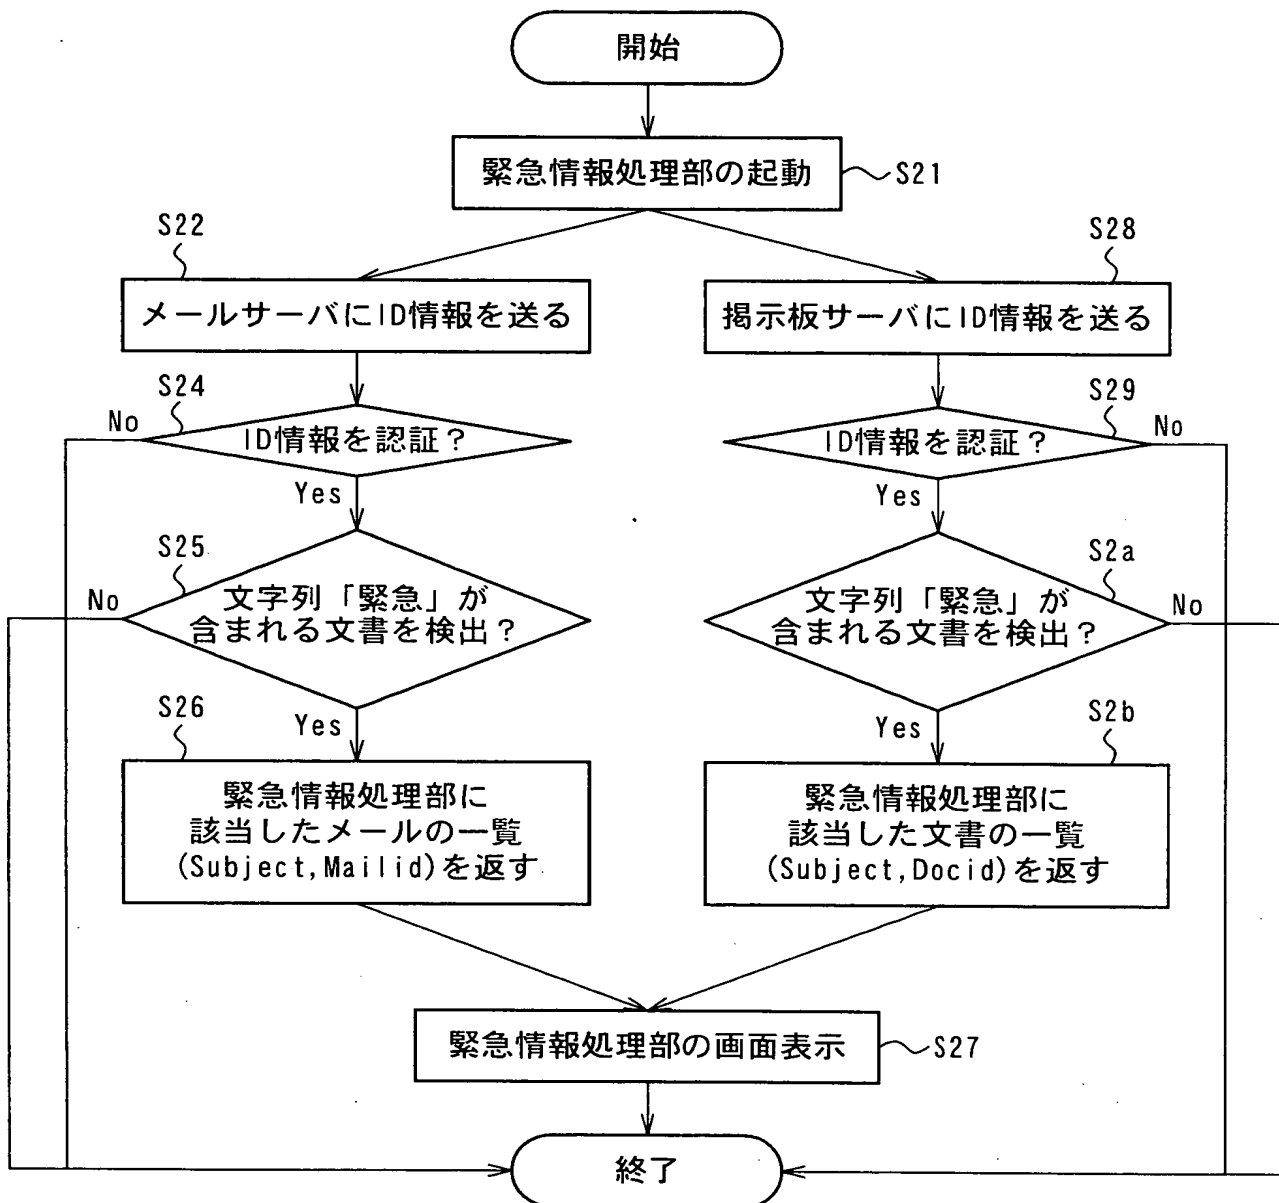 開始
緊急情報処理部の起動
S21
S22
メールサーバにID情報を送る
S28
掲示板サーバにID情報を送る
S24
No
ID情報を認証？
Yes
S29
No
ID情報を認証？
Yes
S25
No
文字列「緊急」が
含まれる文書を検出？
Yes
S2a
No
文字列「緊急」が
含まれる文書を検出？
Yes
S26
緊急情報処理部に
該当したメールの一覧
(Subject,Mailid)を返す
S2b
緊急情報処理部に
該当した文書の一覧
(Subject,Docid)を返す
緊急情報処理部の画面表示
S27
終了